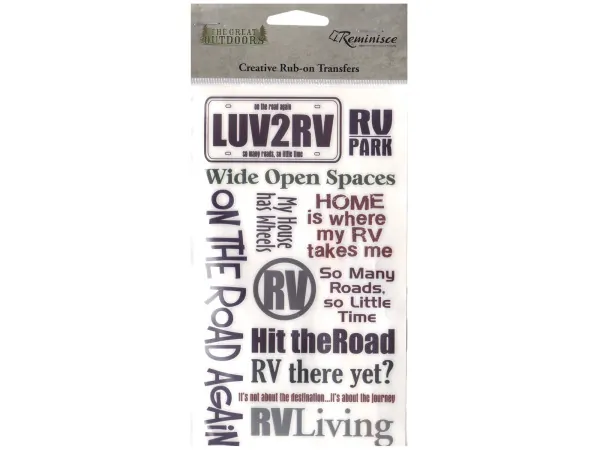 THE GREAT
OUTDOORS
Reminisce
Creative Rub-on Transfers
on the road again
LUV2RV
so many roads, so little time
RV
PARK
Wide Open Spaces
ON THE ROAD AGAIN
My House
has Wheels
HOME
is where
my RV
takes me
RV
So Many
Roads,
so Little
Time
Hit theRoad
RV there yet?
It's not about the destination...It's about the journey
RVLiving